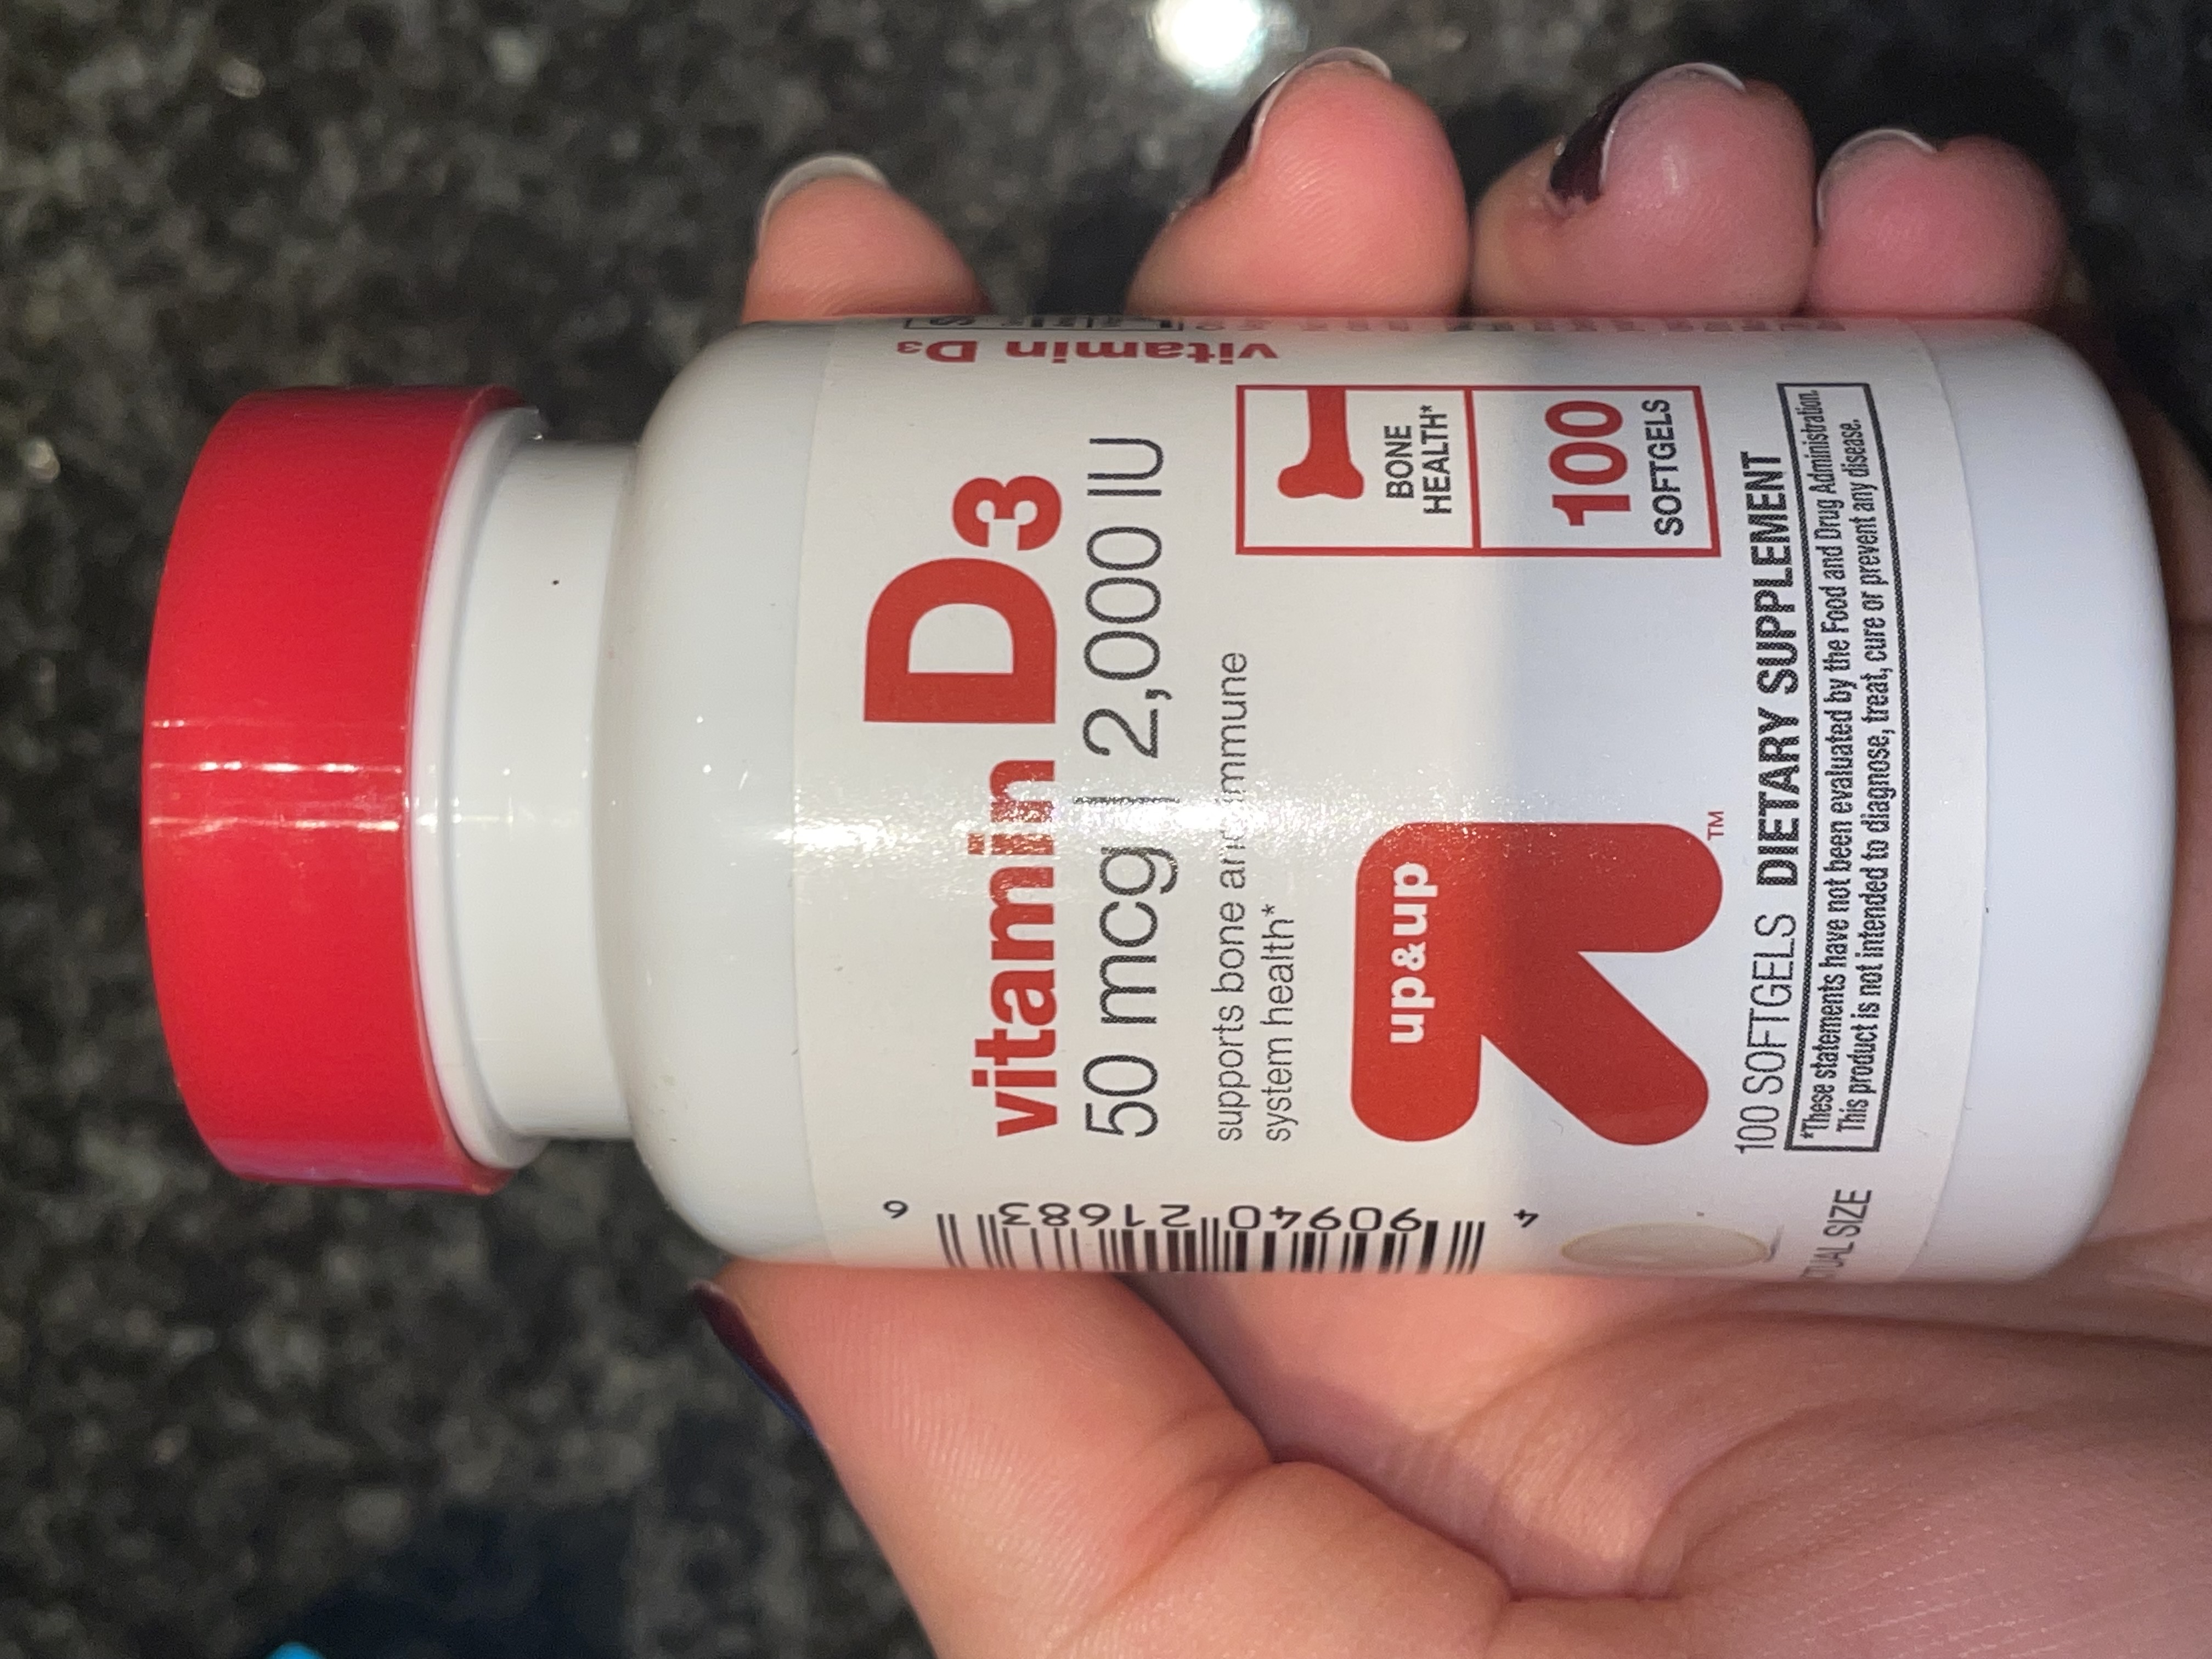 vitamin D3
50 mcg | 2,000 IU
supports bone and immune
system health*
up&up
TM
BONE
HEALTH*
100
SOFTGELS
100 SOFTGELS DIETARY SUPPLEMENT
*These statements have not been evaluated by the Food and Drug Administration.
This product is not intended to diagnose, treat, cure or prevent any disease.
4 90940 21683 6
SIZE
vitamin D3